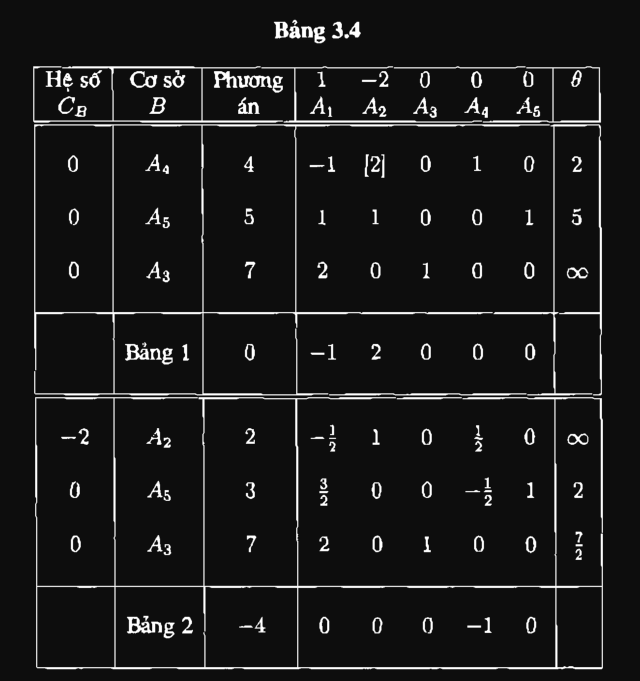 Bảng 3.4
Hệ số Cơ sở Phương 1 −2 0 0 0 θ
C_B B án A₁ A₂ A₃ A₄ A₅
0 A₄ 4 −1 [2] 0 1 0 2
0 A₅ 5 1 1 0 0 1 5
0 A₃ 7 2 0 1 0 0 ∞
Bảng 1 0 −1 2 0 0 0
−2 A₂ 2 −1/2 1 0 1/2 0 ∞
0 A₅ 3 3/2 0 0 −1/2 1 2
0 A₃ 7 2 0 1 0 0 7/2
Bảng 2 −4 0 0 0 −1 0